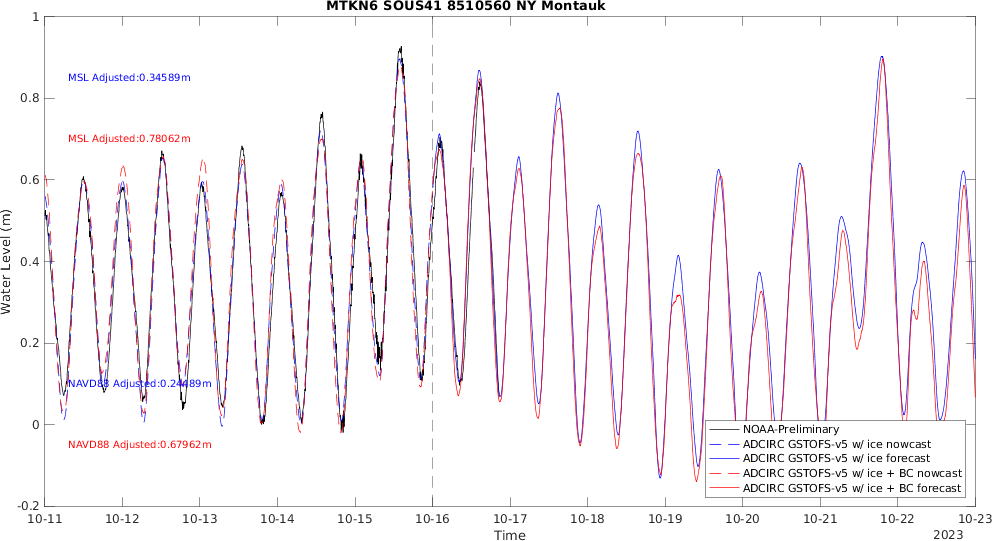 MTKN6 SOUS41 8510560 NY Montauk
1
0.8
0.6
0.4
0.2
0
-0.2
Water Level (m)
MSL Adjusted:0.34589m
MSL Adjusted:0.78062m
NAVD88 Adjusted:0.24489m
NAVD88 Adjusted:0.67962m
NOAA-Preliminary
ADCIRC GSTOFS-v5 w/ ice nowcast
ADCIRC GSTOFS-v5 w/ ice forecast
ADCIRC GSTOFS-v5 w/ ice + BC nowcast
ADCIRC GSTOFS-v5 w/ ice + BC forecast
10-11 10-12 10-13 10-14 10-15 10-16 10-17 10-18 10-19 10-20 10-21 10-22 10-23
Time
2023